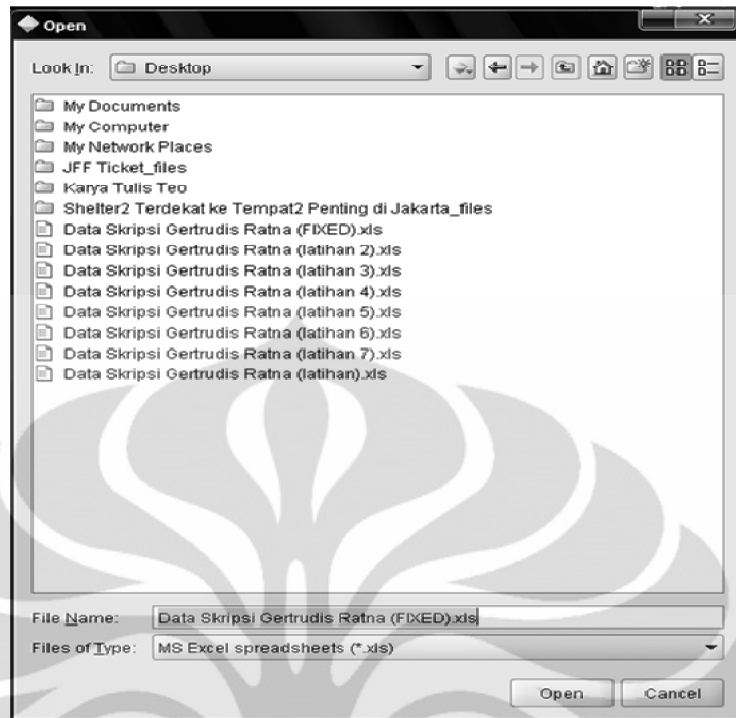 Open
Look In: Desktop
My Documents
My Computer
My Network Places
JFF Ticket_files
Karya Tulis Teo
Shelter2 Terdekat ke Tempat2 Penting di Jakarta_files
Data Skripsi Gertrudis Ratna (FIXED).xls
Data Skripsi Gertrudis Ratna (latihan 2).xls
Data Skripsi Gertrudis Ratna (latihan 3).xls
Data Skripsi Gertrudis Ratna (latihan 4).xls
Data Skripsi Gertrudis Ratna (latihan 5).xls
Data Skripsi Gertrudis Ratna (latihan 6).xls
Data Skripsi Gertrudis Ratna (latihan 7).xls
Data Skripsi Gertrudis Ratna (latihan).xls
File Name: Data Skripsi Gertrudis Ratna (FIXED).xls
Files of Type: MS Excel spreadsheets (*.xls)
Open Cancel